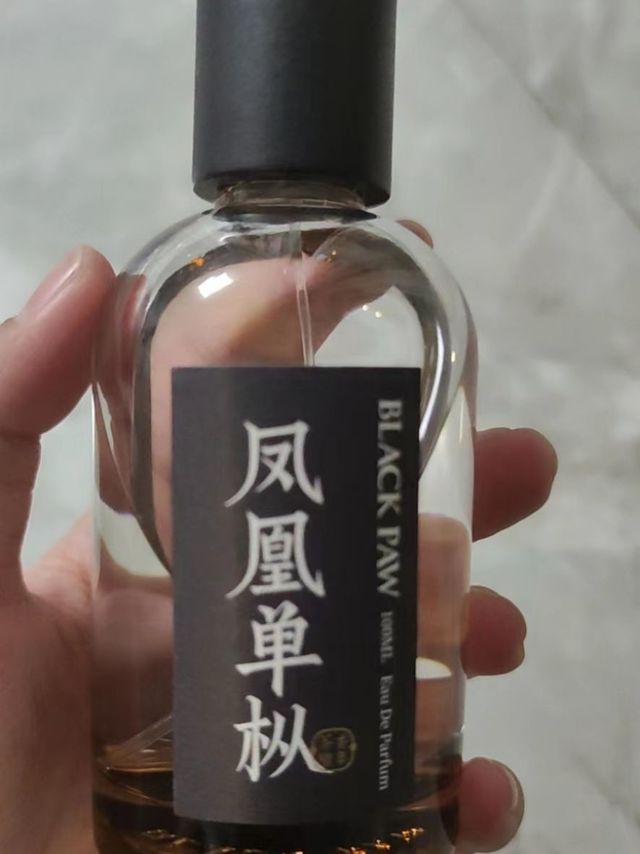 凤凰单枞
BLACK PAW 100ML Eau De Parfum